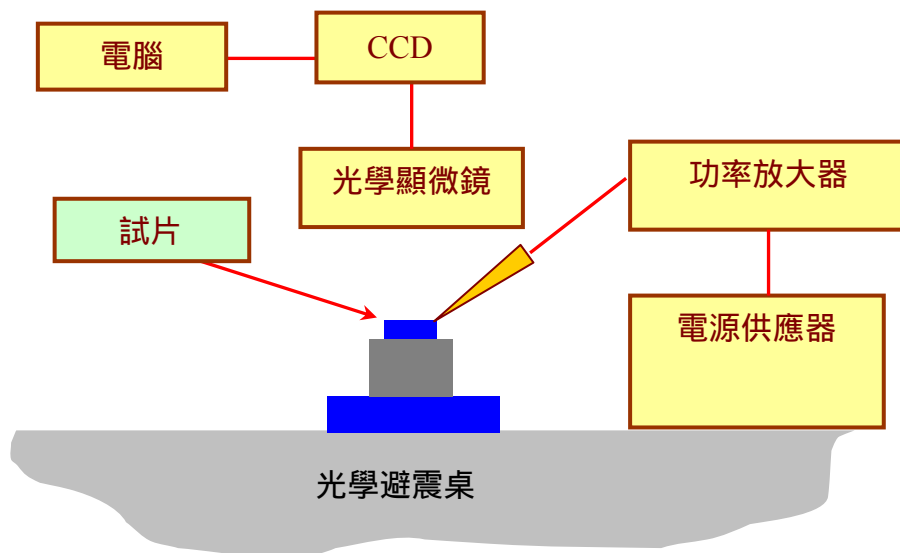 電腦
CCD
光學顯微鏡
功率放大器
試片
電源供應器
光學避震桌